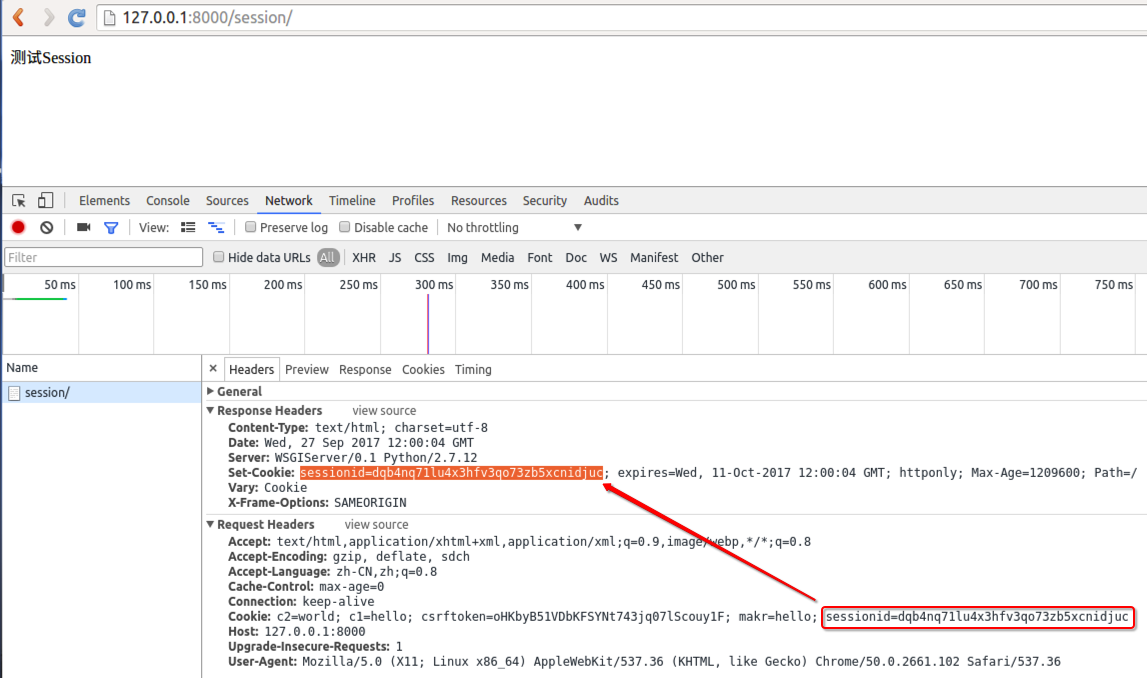 127.0.0.1:8000/session/
测试Session
Elements Console Sources Network Timeline Profiles Resources Security Audits
View: Preserve log Disable cache No throttling
Filter Hide data URLs All XHR JS CSS Img Media Font Doc WS Manifest Other
50 ms 100 ms 150 ms 200 ms 250 ms 300 ms 350 ms 400 ms 450 ms 500 ms 550 ms 600 ms 650 ms 700 ms 750 ms
Name × Headers Preview Response Cookies Timing
session/ General
Response Headers view source
Content-Type: text/html; charset=utf-8
Date: Wed, 27 Sep 2017 12:00:04 GMT
Server: WSGIServer/0.1 Python/2.7.12
Set-Cookie: sessionid=dqb4nq71lu4x3hfv3qo73zb5xcnidjuc; expires=Wed, 11-Oct-2017 12:00:04 GMT; httponly; Max-Age=1209600; Path=/
Vary: Cookie
X-Frame-Options: SAMEORIGIN
Request Headers view source
Accept: text/html,application/xhtml+xml,application/xml;q=0.9,image/webp,*/*;q=0.8
Accept-Encoding: gzip, deflate, sdch
Accept-Language: zh-CN,zh;q=0.8
Cache-Control: max-age=0
Connection: keep-alive
Cookie: c2=world; c1=hello; csrftoken=oHKbyB51VDbKFSYNt743jq07lScouy1F; makr=hello; sessionid=dqb4nq71lu4x3hfv3qo73zb5xcnidjuc
Host: 127.0.0.1:8000
Upgrade-Insecure-Requests: 1
User-Agent: Mozilla/5.0 (X11; Linux x86_64) AppleWebKit/537.36 (KHTML, like Gecko) Chrome/50.0.2661.102 Safari/537.36